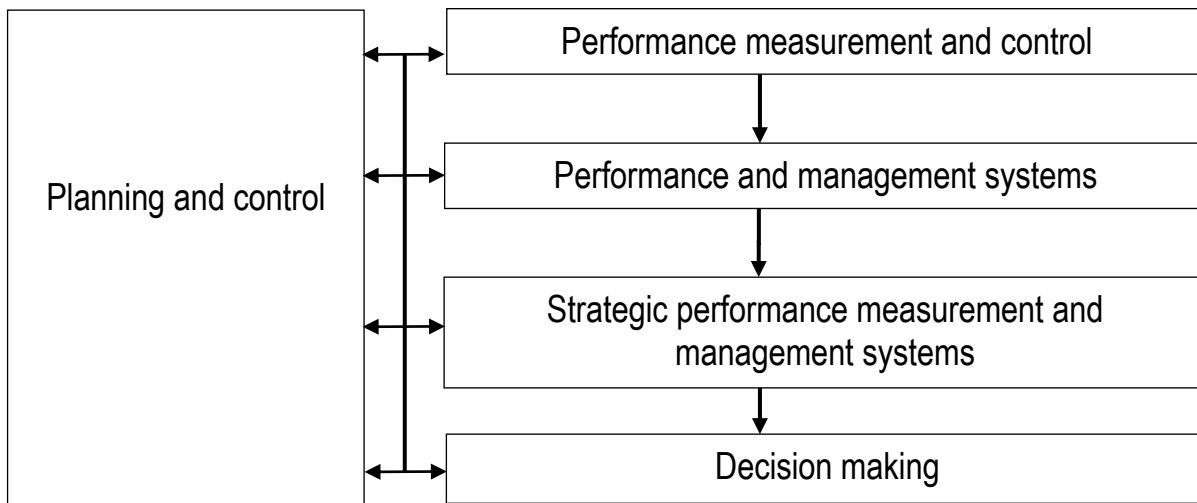 Performance measurement and control
Planning and control
Performance and management systems
Strategic performance measurement and
management systems
Decision making